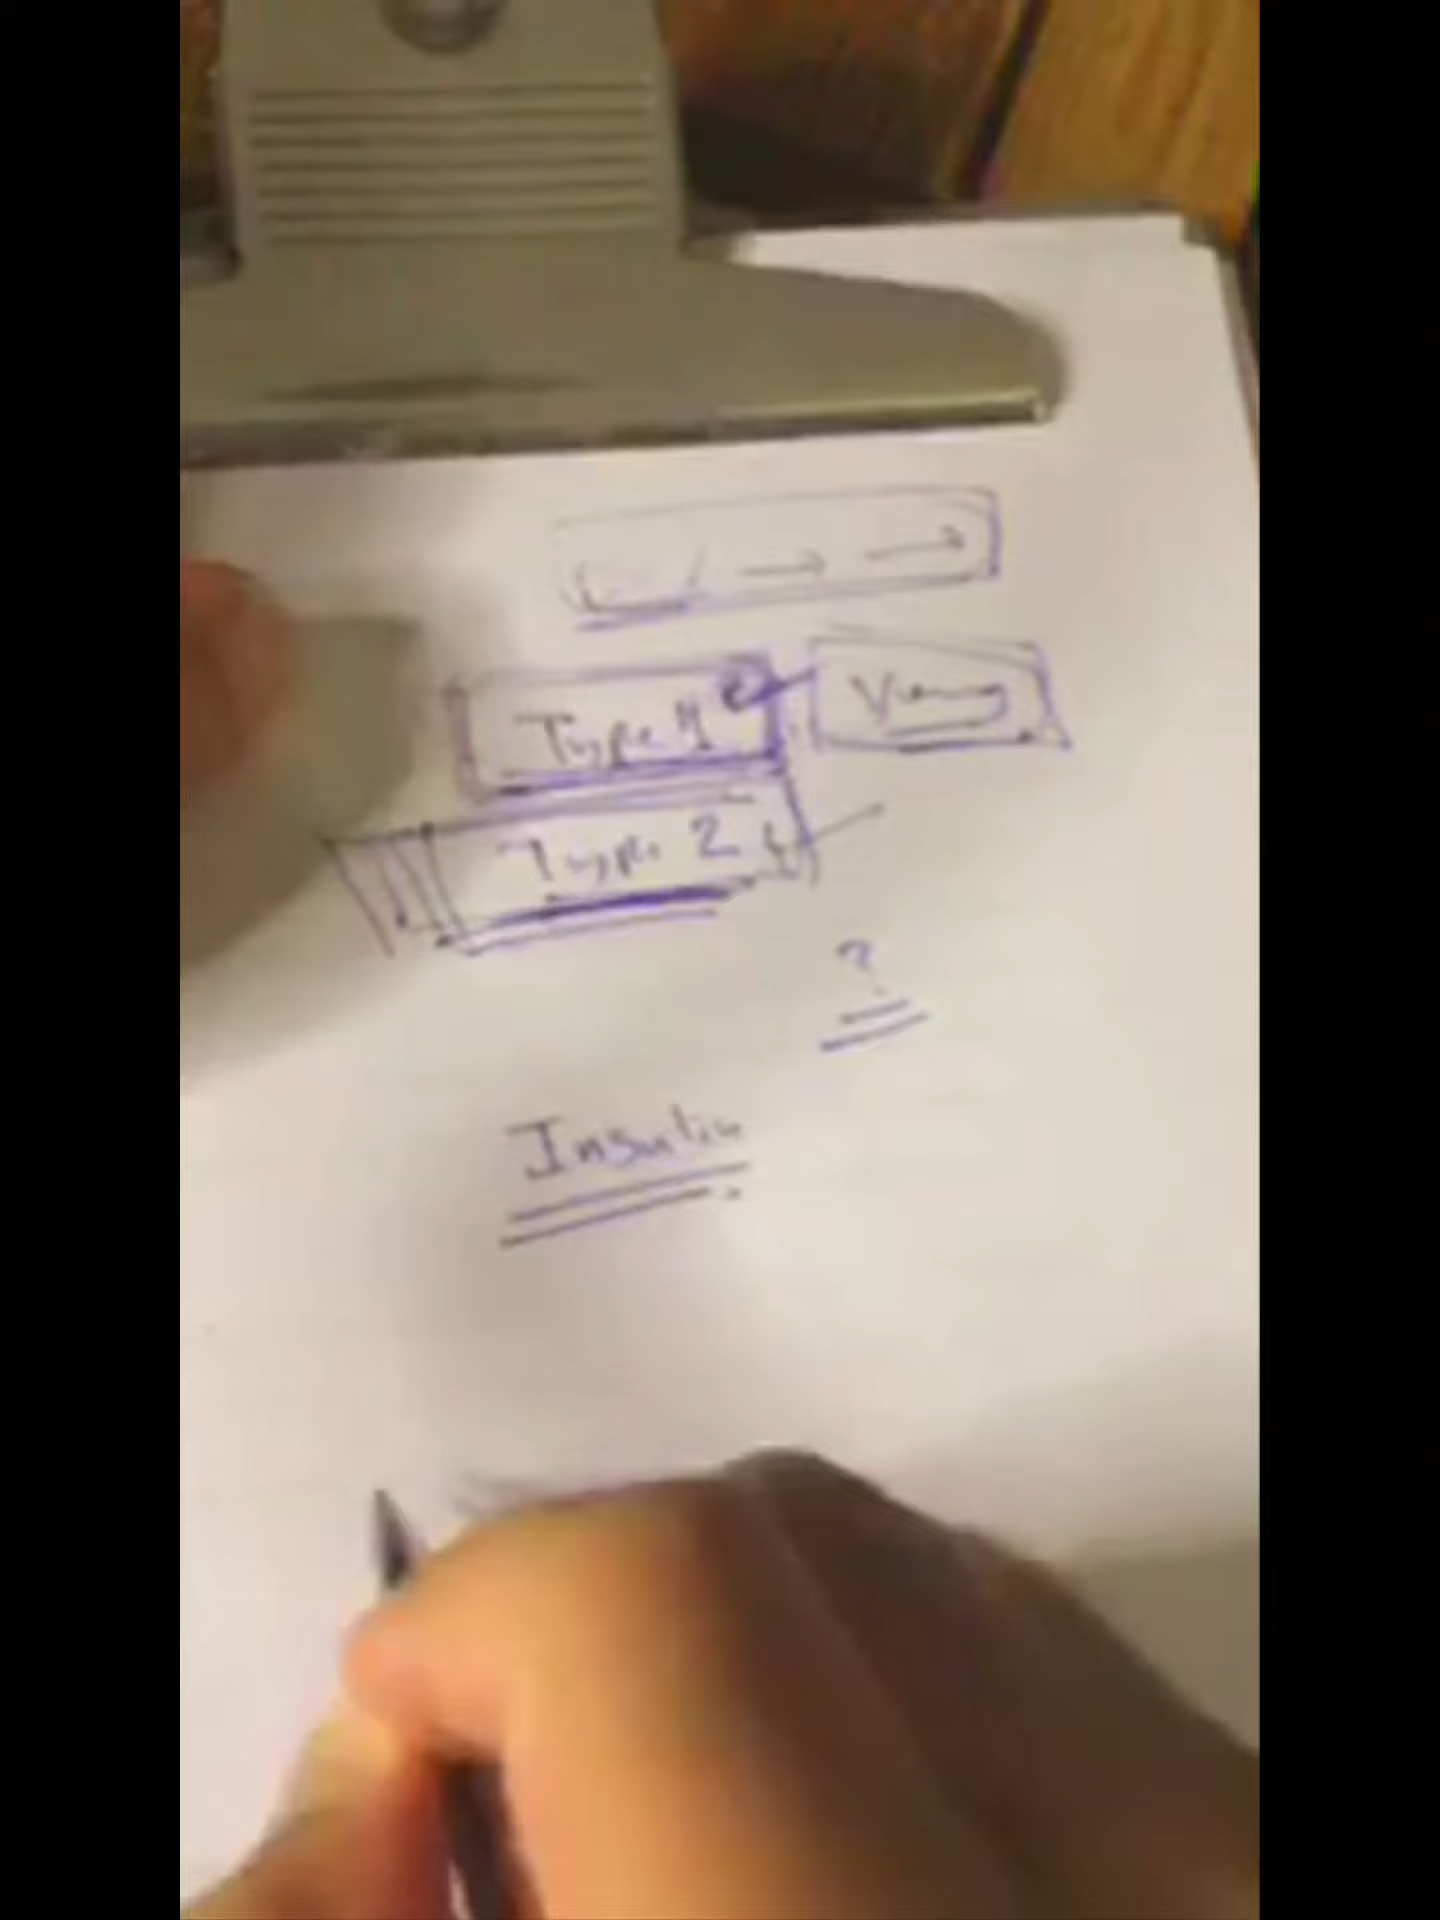 → →
Type 1
Type 2
?
Insulin